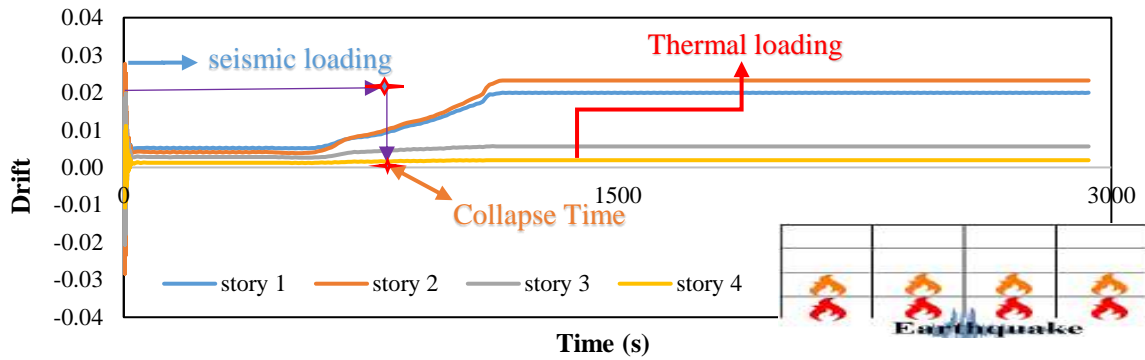 0.04
0.03
0.02
0.01
0.00
-0.01
-0.02
-0.03
-0.04
Drift
seismic loading
Thermal loading
Collapse Time
0 1500 3000
story 1 story 2 story 3 story 4
Earthquake
Time (s)